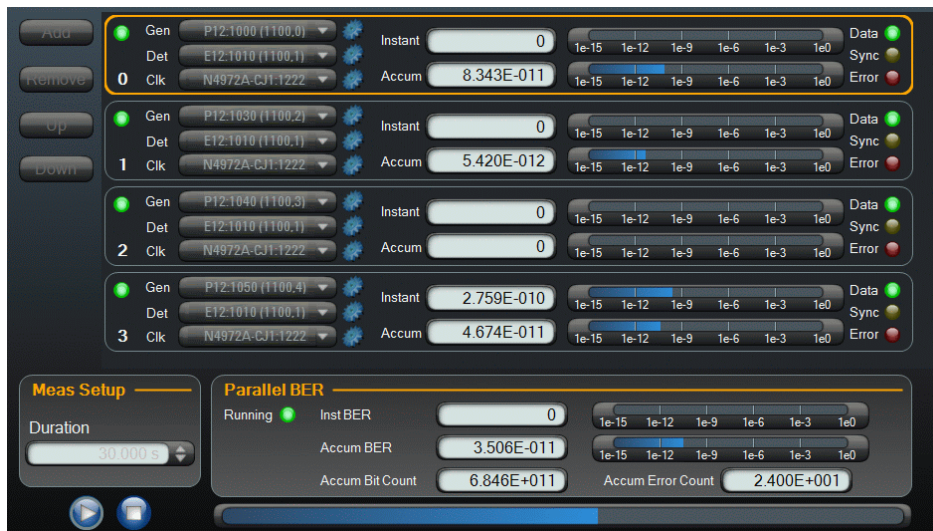 Add
Remove
Up
Down
Gen P12:1000 (1100,0)
Det E12:1010 (1100,1)
0 Clk N4972A-CJ1:1222
Instant 0
Accum 8.343E-011
1e-15 1e-12 1e-9 1e-6 1e-3 1e0
1e-15 1e-12 1e-9 1e-6 1e-3 1e0
Data
Sync
Error
Gen P12:1030 (1100,2)
Det E12:1010 (1100,1)
1 Clk N4972A-CJ1:1222
Instant 0
Accum 5.420E-012
1e-15 1e-12 1e-9 1e-6 1e-3 1e0
1e-15 1e-12 1e-9 1e-6 1e-3 1e0
Data
Sync
Error
Gen P12:1040 (1100,3)
Det E12:1010 (1100,1)
2 Clk N4972A-CJ1:1222
Instant 0
Accum 0
1e-15 1e-12 1e-9 1e-6 1e-3 1e0
1e-15 1e-12 1e-9 1e-6 1e-3 1e0
Data
Sync
Error
Gen P12:1050 (1100,4)
Det E12:1010 (1100,1)
3 Clk N4972A-CJ1:1222
Instant 2.759E-010
Accum 4.674E-011
1e-15 1e-12 1e-9 1e-6 1e-3 1e0
1e-15 1e-12 1e-9 1e-6 1e-3 1e0
Data
Sync
Error
Meas Setup
Duration
30.000 s
Parallel BER
Running Inst BER 0
1e-15 1e-12 1e-9 1e-6 1e-3 1e0
Accum BER 3.506E-011
1e-15 1e-12 1e-9 1e-6 1e-3 1e0
Accum Bit Count 6.846E+011 Accum Error Count 2.400E+001